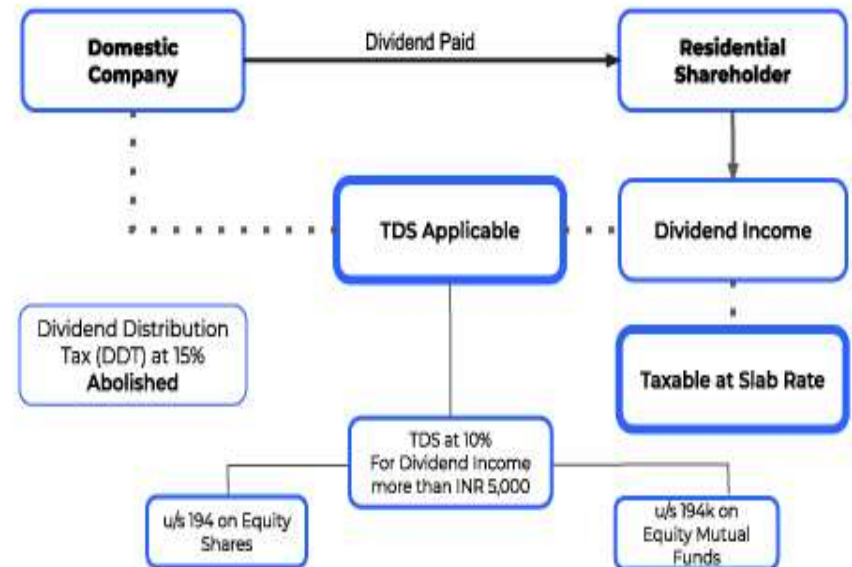 Domestic
Company
Dividend Paid
Residential
Shareholder
TDS Applicable
Dividend Income
Dividend Distribution
Tax (DDT) at 15%
Abolished
Taxable at Slab Rate
TDS at 10%
For Dividend Income
more than INR 5,000
u/s 194 on Equity
Shares
u/s 194k on
Equity Mutual
Funds